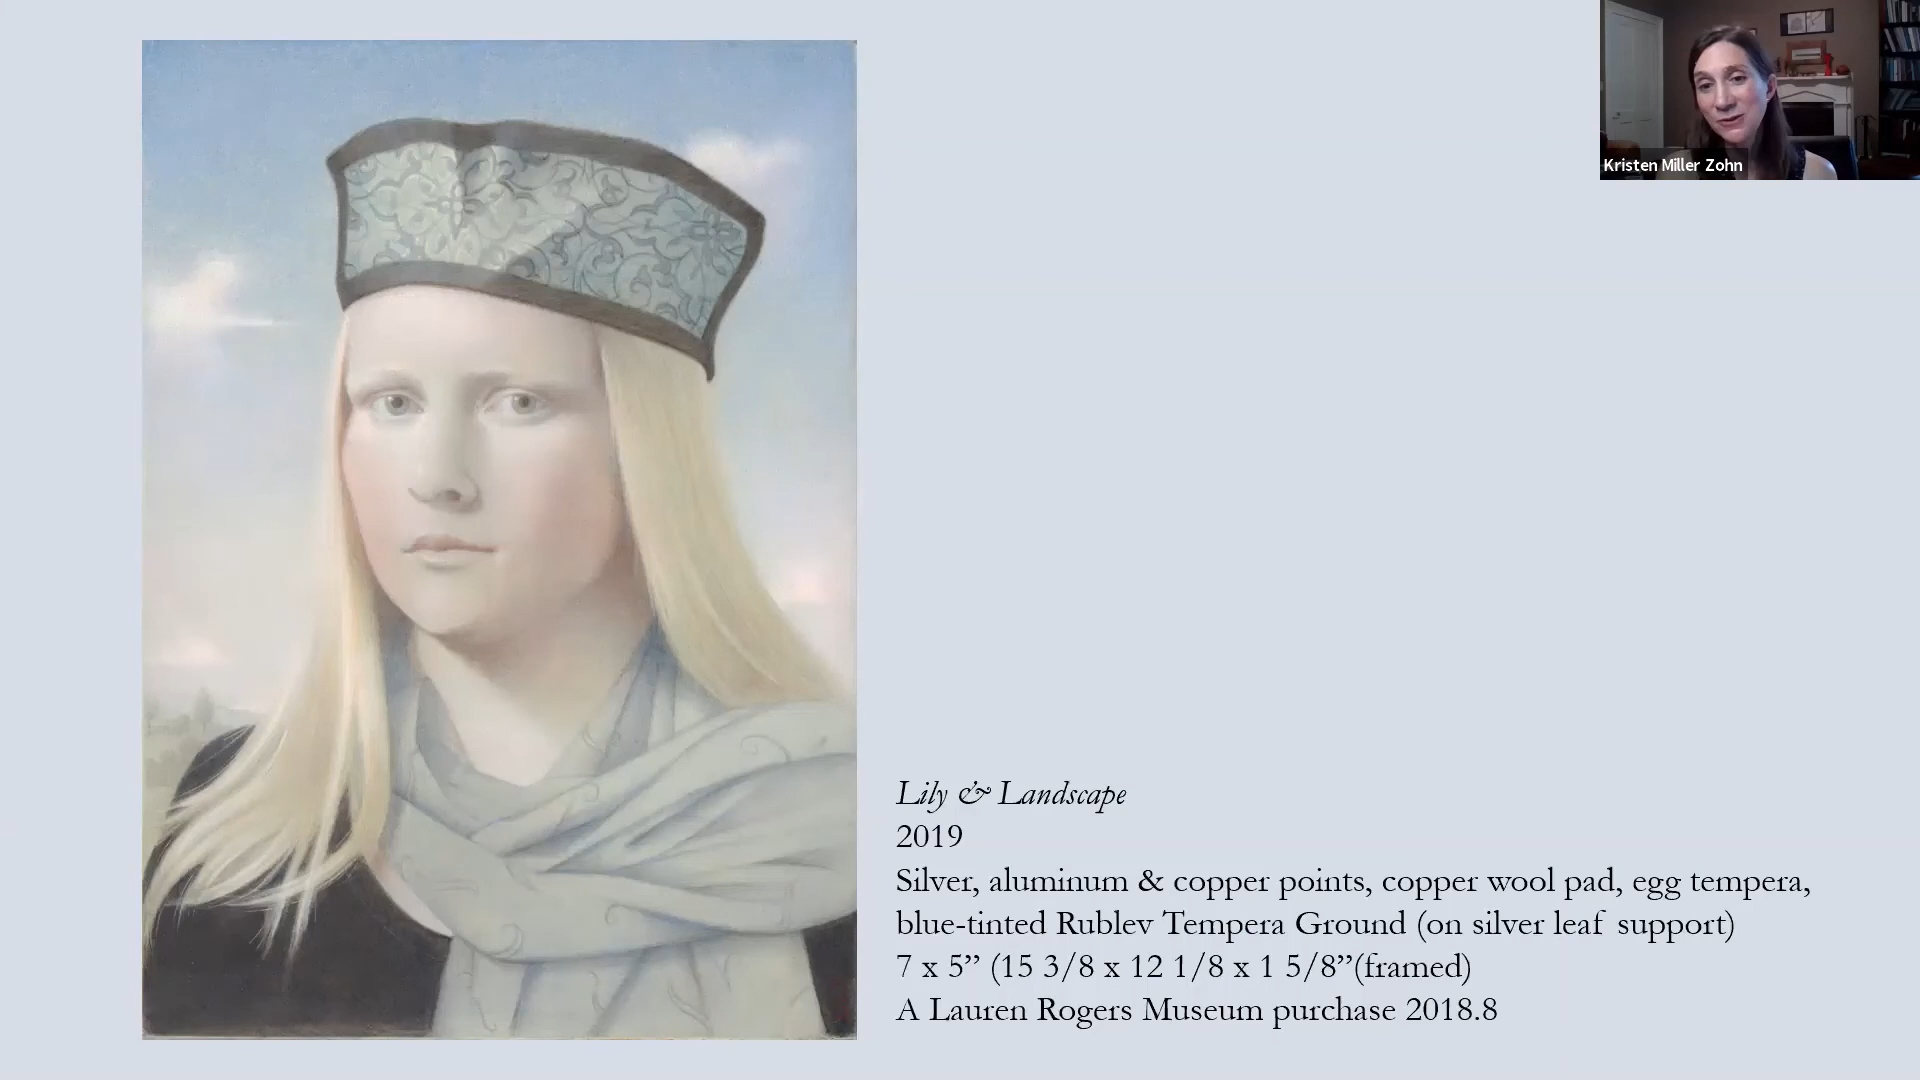 Kristen Miller Zohn
Lily & Landscape
2019
Silver, aluminum & copper points, copper wool pad, egg tempera,
blue-tinted Rublev Tempera Ground (on silver leaf support)
7 x 5” (15 3/8 x 12 1/8 x 1 5/8”(framed)
A Lauren Rogers Museum purchase 2018.8